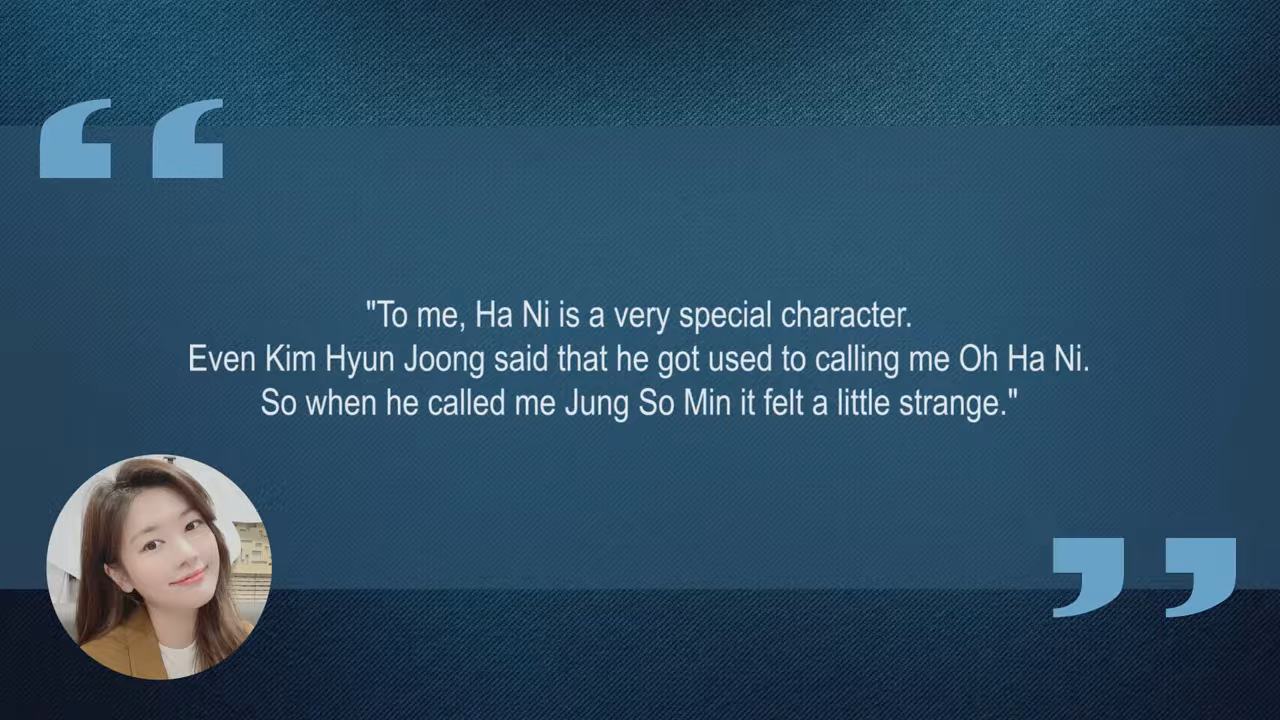 "To me, Ha Ni is a very special character.
Even Kim Hyun Joong said that he got used to calling me Oh Ha Ni.
So when he called me Jung So Min it felt a little strange."